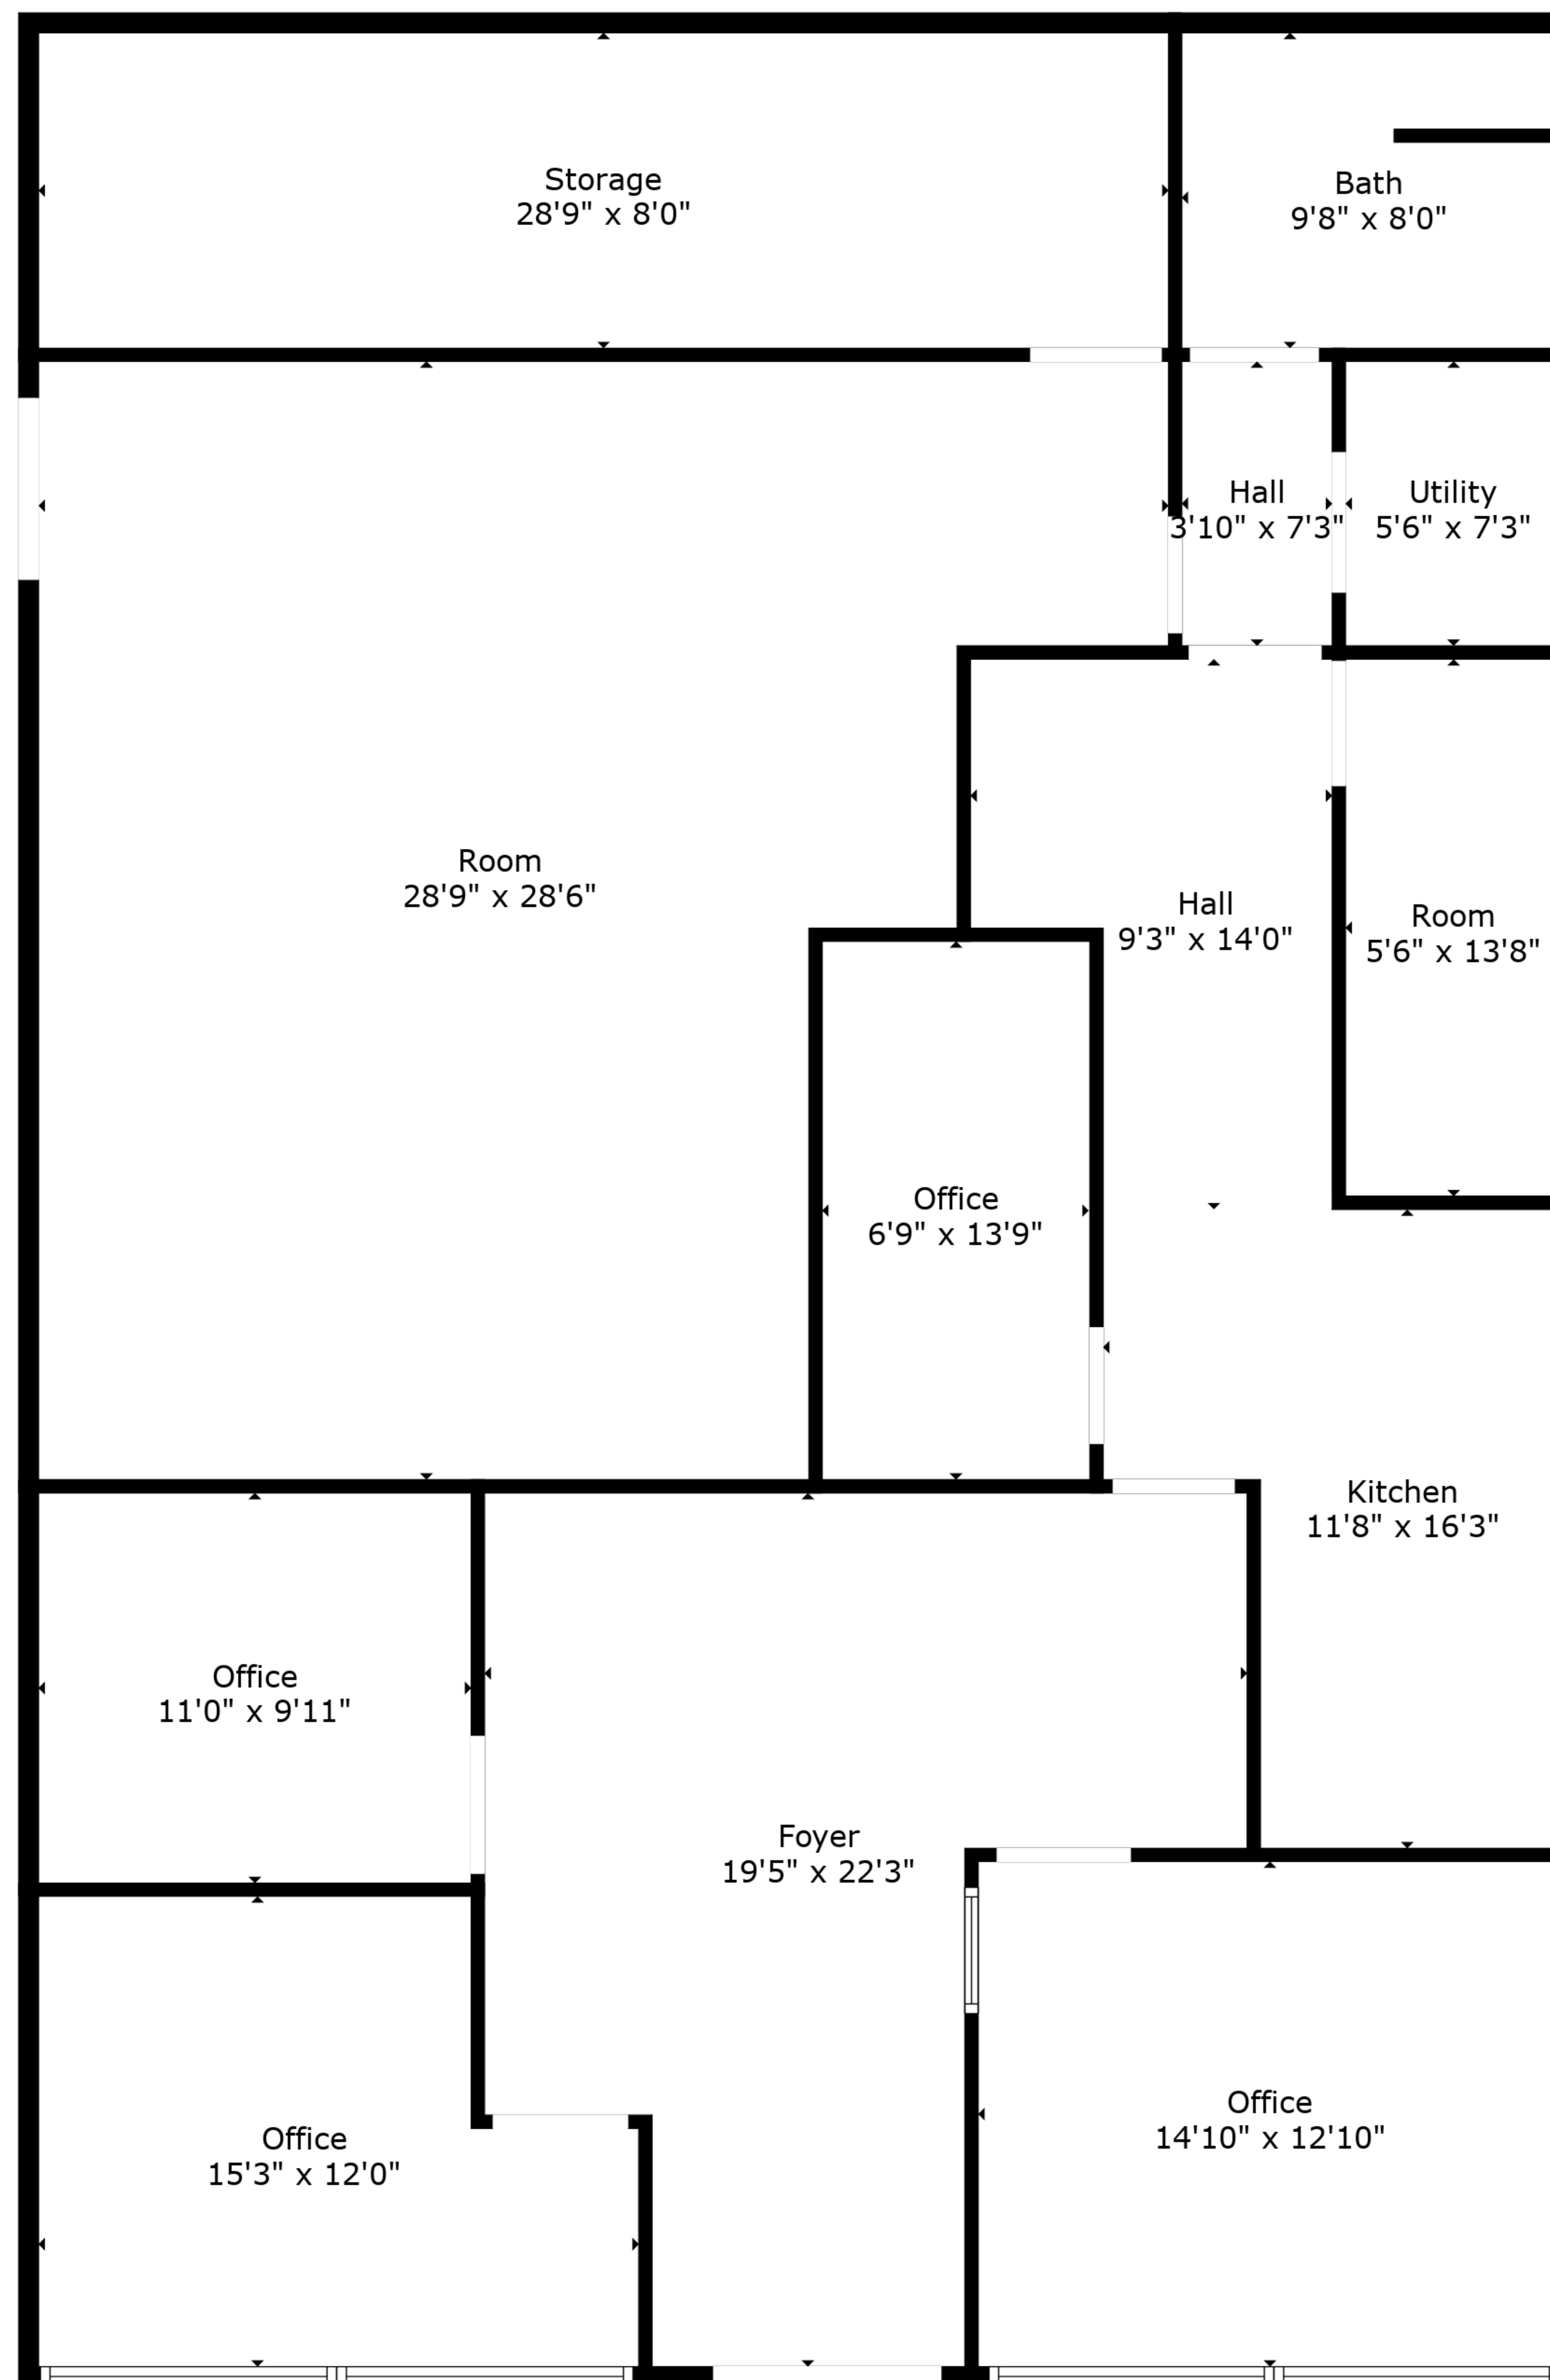 Storage
28'9" x 8'0"
Bath
9'8" x 8'0"
Hall
3'10" x 7'3"
Utility
5'6" x 7'3"
Room
28'9" x 28'6"
Hall
9'3" x 14'0"
Room
5'6" x 13'8"
Office
6'9" x 13'9"
Kitchen
11'8" x 16'3"
Office
11'0" x 9'11"
Foyer
19'5" x 22'3"
Office
15'3" x 12'0"
Office
14'10" x 12'10"